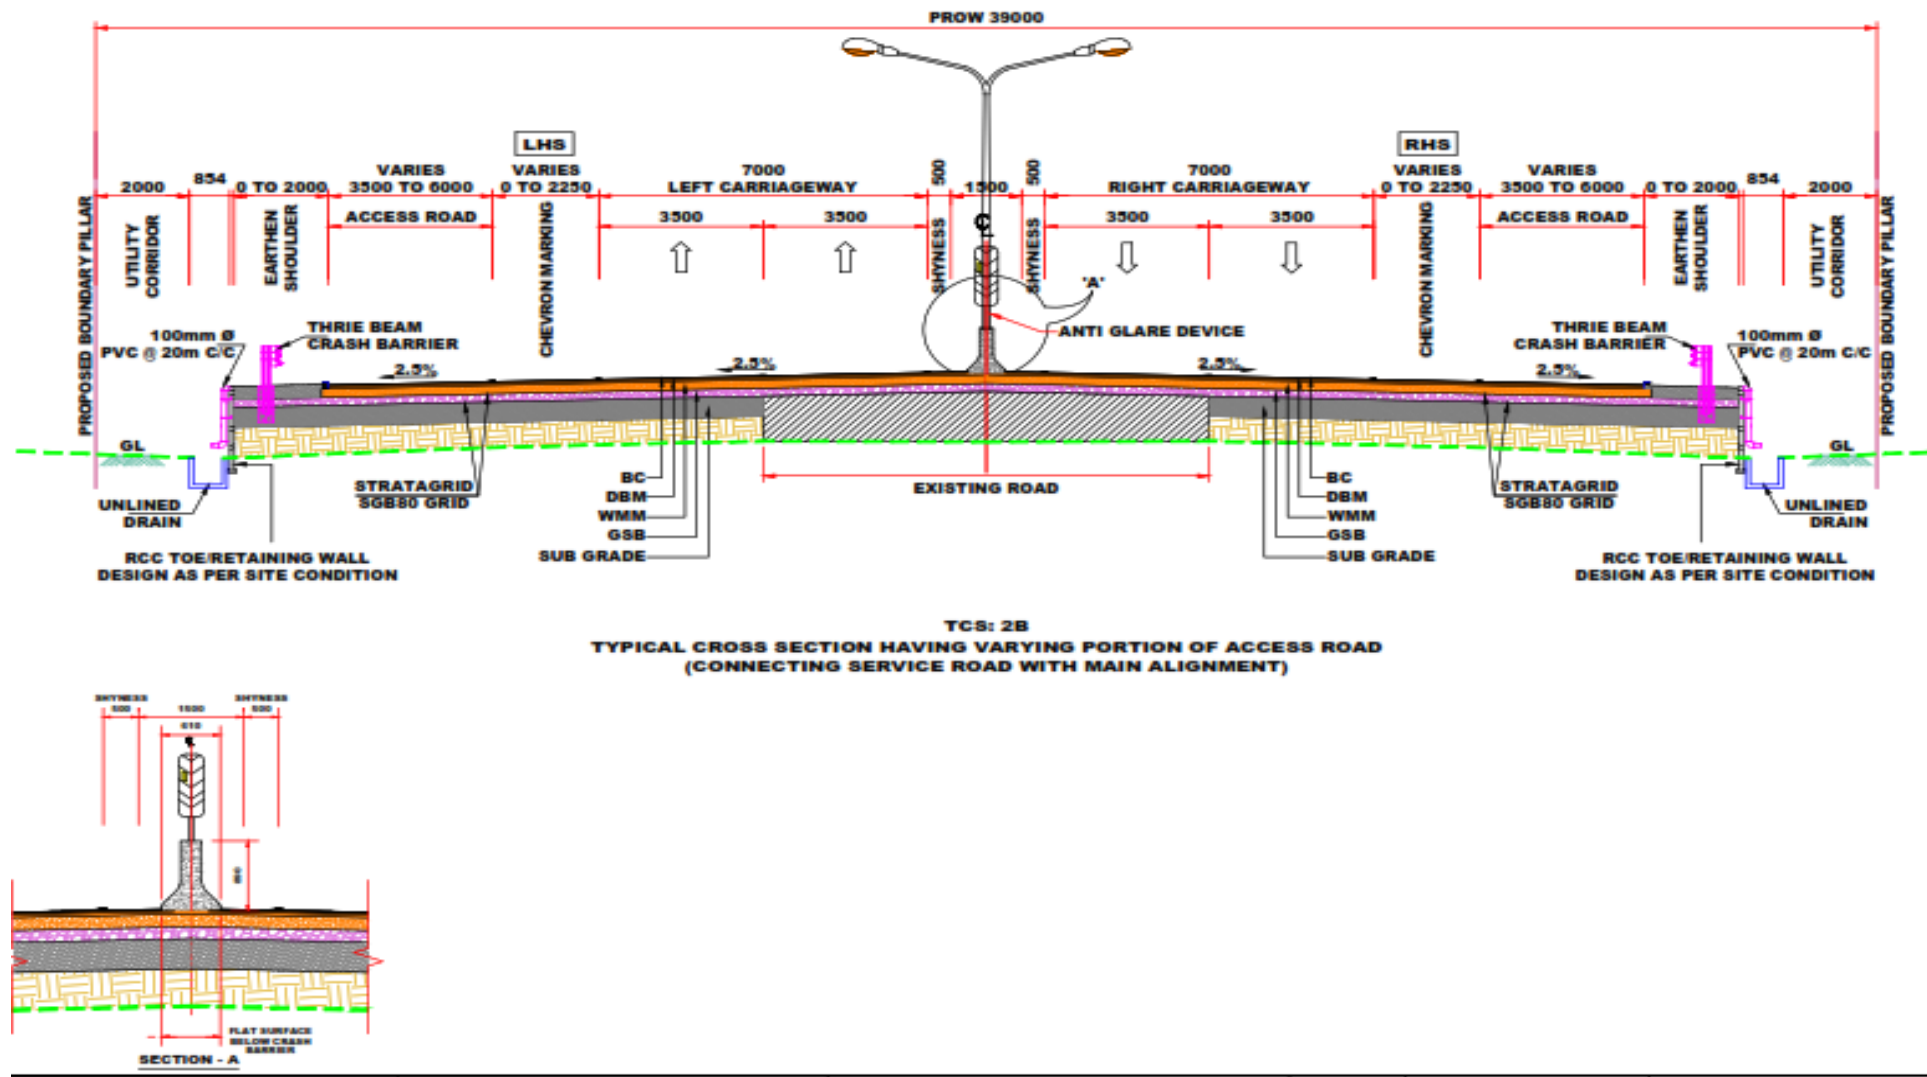 PROW 39000
LHS
RHS
2000
854
0 TO 2000
VARIES
3500 TO 6000
VARIES
0 TO 2250
7000
LEFT CARRIAGEWAY
500
1500
500
7000
RIGHT CARRIAGEWAY
VARIES
0 TO 2250
VARIES
3500 TO 6000
0 TO 2000
854
2000
PROPOSED BOUNDARY PILLAR
UTILITY
CORRIDOR
EARTHEN
SHOULDER
ACCESS ROAD
CHEVRON MARKING
3500
3500
SHYNESS
SHYNESS
3500
3500
CHEVRON MARKING
ACCESS ROAD
EARTHEN
SHOULDER
UTILITY
CORRIDOR
PROPOSED BOUNDARY PILLAR
'A'
100mm Ø
PVC @ 20m C/C
THRIE BEAM
CRASH BARRIER
ANTI GLARE DEVICE
THRIE BEAM
CRASH BARRIER
100mm Ø
PVC @ 20m C/C
2.5%
2.5%
2.5%
2.5%
GL
GL
UNLINED
DRAIN
STRATAGRID
SGB80 GRID
BC
DBM
WMM
GSB
SUB GRADE
EXISTING ROAD
BC
DBM
WMM
GSB
SUB GRADE
STRATAGRID
SGB80 GRID
UNLINED
DRAIN
RCC TOE/RETAINING WALL
DESIGN AS PER SITE CONDITION
RCC TOE/RETAINING WALL
DESIGN AS PER SITE CONDITION
TCS: 2B
TYPICAL CROSS SECTION HAVING VARYING PORTION OF ACCESS ROAD
(CONNECTING SERVICE ROAD WITH MAIN ALIGNMENT)
SHYNESS
SHYNESS
500
1500
500
610
FLAT SURFACE
BELOW CRASH
BARRIER
SECTION - A